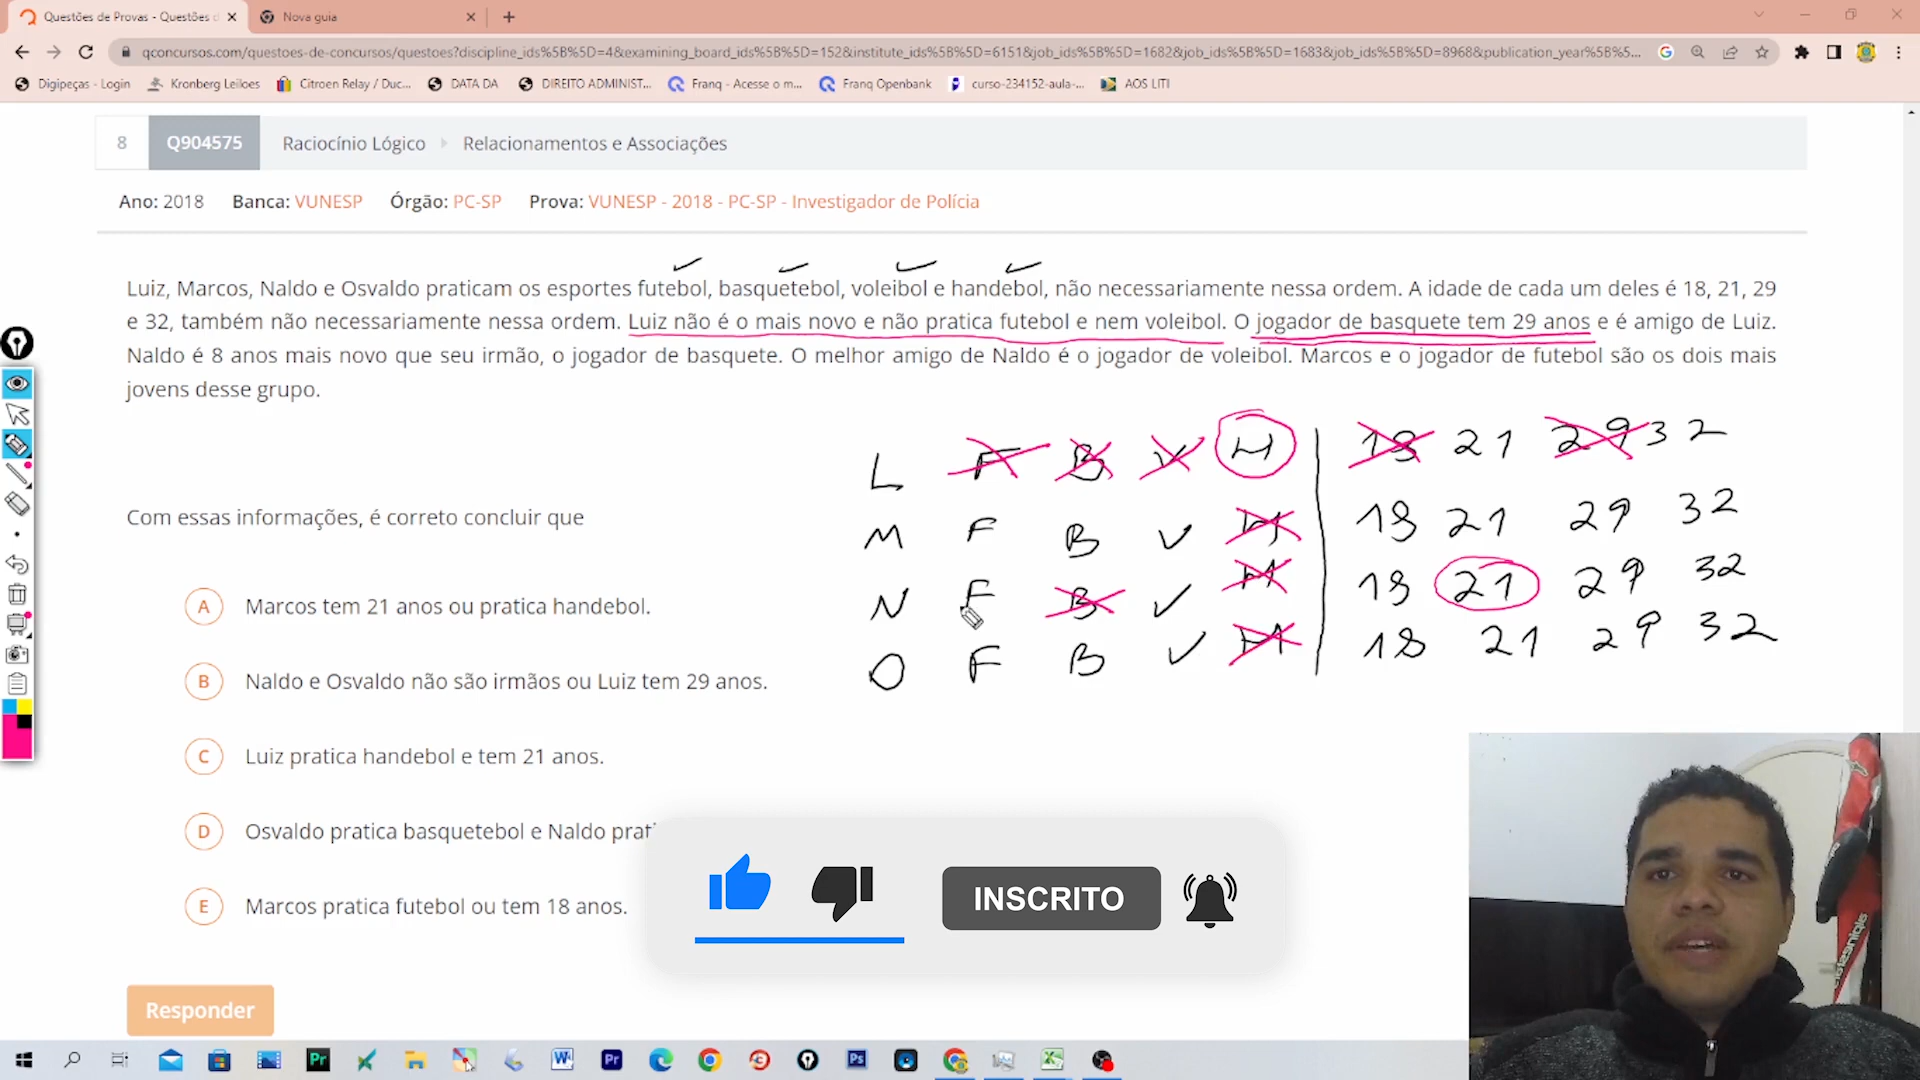 Questões de Provas - Questões d
Nova guia
qconcursos.com/questoes-de-concursos/questoes?discipline_ids%5B%5D=4&examining_board_ids%5B%5D=152&institute_ids%5B%5D=6151&job_ids%5B%5D=1682&job_ids%5B%5D=1683&job_ids%5B%5D=8968&publication_year%5B%5...
Digipeças - Login
Kronberg Leiloes
Citroen Relay / Duc...
DATA DA
DIREITO ADMINIST...
Franq - Acesse o m...
Franq Openbank
curso-234152-aula-...
AOS LITI
8 Q904575 Raciocínio Lógico Relacionamentos e Associações
Ano: 2018 Banca: VUNESP Órgão: PC-SP Prova: VUNESP - 2018 - PC-SP - Investigador de Polícia
Luiz, Marcos, Naldo e Osvaldo praticam os esportes futebol, basquetebol, voleibol e handebol, não necessariamente nessa ordem. A idade de cada um deles é 18, 21, 29
e 32, também não necessariamente nessa ordem. Luiz não é o mais novo e não pratica futebol e nem voleibol. O jogador de basquete tem 29 anos e é amigo de Luiz.
Naldo é 8 anos mais novo que seu irmão, o jogador de basquete. O melhor amigo de Naldo é o jogador de voleibol. Marcos e o jogador de futebol são os dois mais
jovens desse grupo.
L F B V H 18 21 29 32
M F B V H 18 21 29 32
N F B V H 18 21 29 32
O F B V H 18 21 29 32
Com essas informações, é correto concluir que
A Marcos tem 21 anos ou pratica handebol.
B Naldo e Osvaldo não são irmãos ou Luiz tem 29 anos.
C Luiz pratica handebol e tem 21 anos.
D Osvaldo pratica basquetebol e Naldo prati
E Marcos pratica futebol ou tem 18 anos.
INSCRITO
Responder